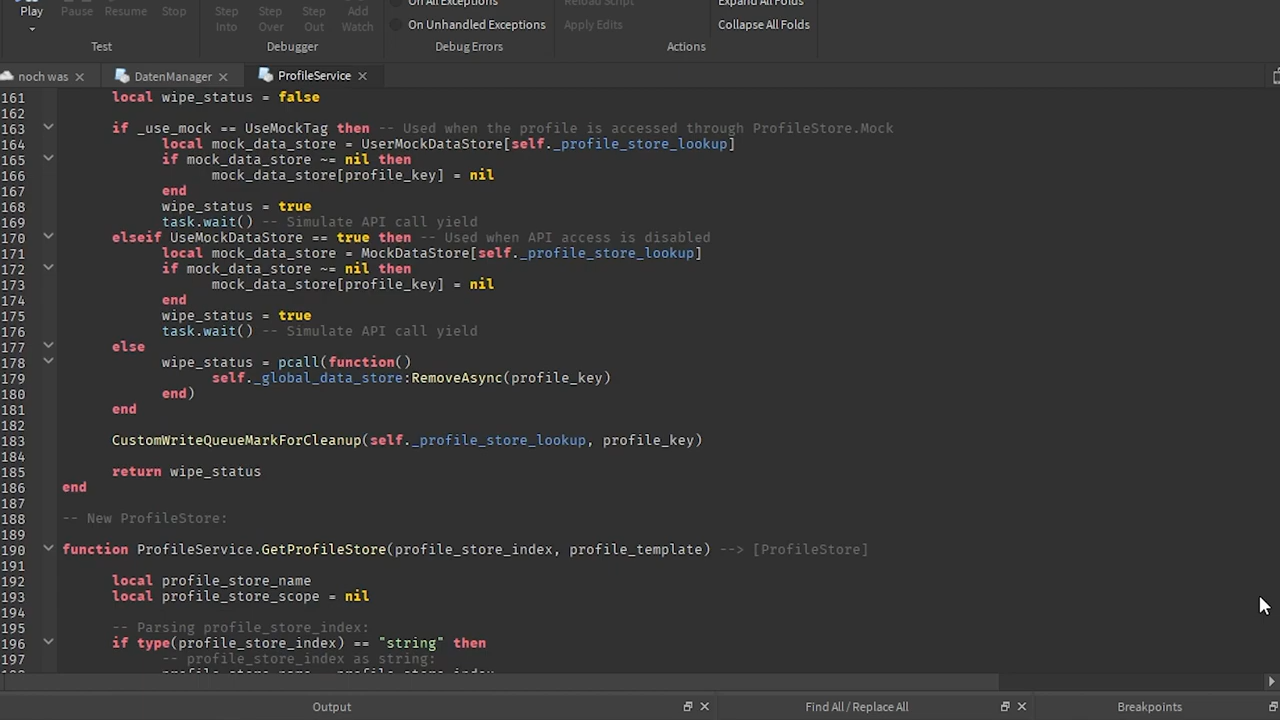 On All Exceptions
Reload Script
Expand All Folds
Play
Pause
Resume
Stop
Step Into
Step Over
Step Out
Add Watch
On Unhandled Exceptions
Apply Edits
Collapse All Folds
Test
Debugger
Debug Errors
Actions
noch was
DatenManager
ProfileService
161 local wipe_status = false
162
163 if _use_mock == UseMockTag then -- Used when the profile is accessed through ProfileStore.Mock
164 local mock_data_store = UserMockDataStore[self._profile_store_lookup]
165 if mock_data_store ~= nil then
166 mock_data_store[profile_key] = nil
167 end
168 wipe_status = true
169 task.wait() -- Simulate API call yield
170 elseif UseMockDataStore == true then -- Used when API access is disabled
171 local mock_data_store = MockDataStore[self._profile_store_lookup]
172 if mock_data_store ~= nil then
173 mock_data_store[profile_key] = nil
174 end
175 wipe_status = true
176 task.wait() -- Simulate API call yield
177 else
178 wipe_status = pcall(function()
179 self._global_data_store:RemoveAsync(profile_key)
180 end)
181 end
182
183 CustomWriteQueueMarkForCleanup(self._profile_store_lookup, profile_key)
184
185 return wipe_status
186 end
187
188 -- New ProfileStore:
189
190 function ProfileService.GetProfileStore(profile_store_index, profile_template) --> [ProfileStore]
191
192 local profile_store_name
193 local profile_store_scope = nil
194
195 -- Parsing profile_store_index:
196 if type(profile_store_index) == "string" then
197 -- profile_store_index as string:
Output
Find All / Replace All
Breakpoints